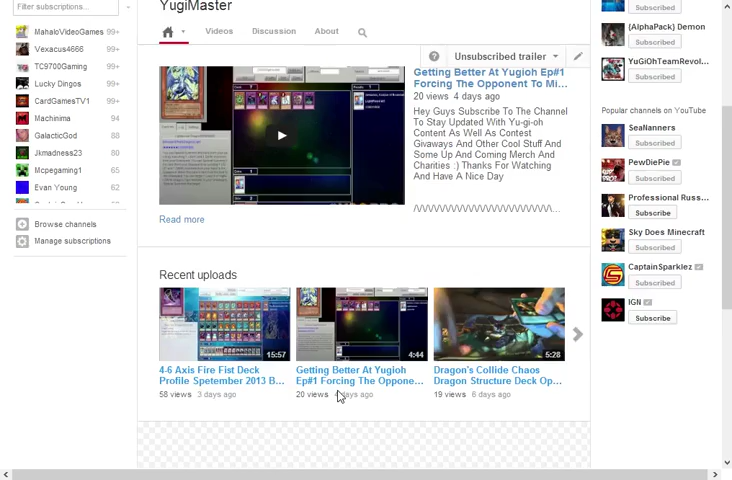 YugiMaster
Filter subscriptions...
MahaloVideoGames 99+
Vexacus4666 99+
TC9700Gaming 99+
Lucky Dingos 99+
CardGamesTV1 99+
Machinima 94
GalacticGod 88
Jkmadness23 80
Mcpegaming1 65
Evan Young 62
Browse channels
Manage subscriptions
Videos Discussion About
Unsubscribed trailer
Getting Better At Yugioh Ep#1
Forcing The Opponent To Mi...
20 views 4 days ago
Hey Guys Subscribe To The Channel
To Stay Updated With Yu-gi-oh
Content As Well As Contest
Givaways And Other Cool Stuff And
Some Up And Coming Merch And
Charities :) Thanks For Watching
And Have A Nice Day
/\/\/\/\/\/\/\/\/\/\/\/\/\/\/\/\/\/\/\/\/\/\/\/\/\...
Read more
Recent uploads
15:57
4:44
5:28
4-6 Axis Fire Fist Deck
Profile Spetember 2013 B...
58 views 3 days ago
Getting Better At Yugioh
Ep#1 Forcing The Oppone...
20 views 4 days ago
Dragon's Collide Chaos
Dragon Structure Deck Op...
19 views 6 days ago
Subscribed
{AlphaPack} Demon
Subscribed
YuGiOhTeamRevol...
Subscribed
Popular channels on YouTube
SeaNanners
Subscribed
PewDiePie
Subscribed
Professional Russ...
Subscribe
Sky Does Minecraft
Subscribed
CaptainSparklez
Subscribed
IGN
Subscribe